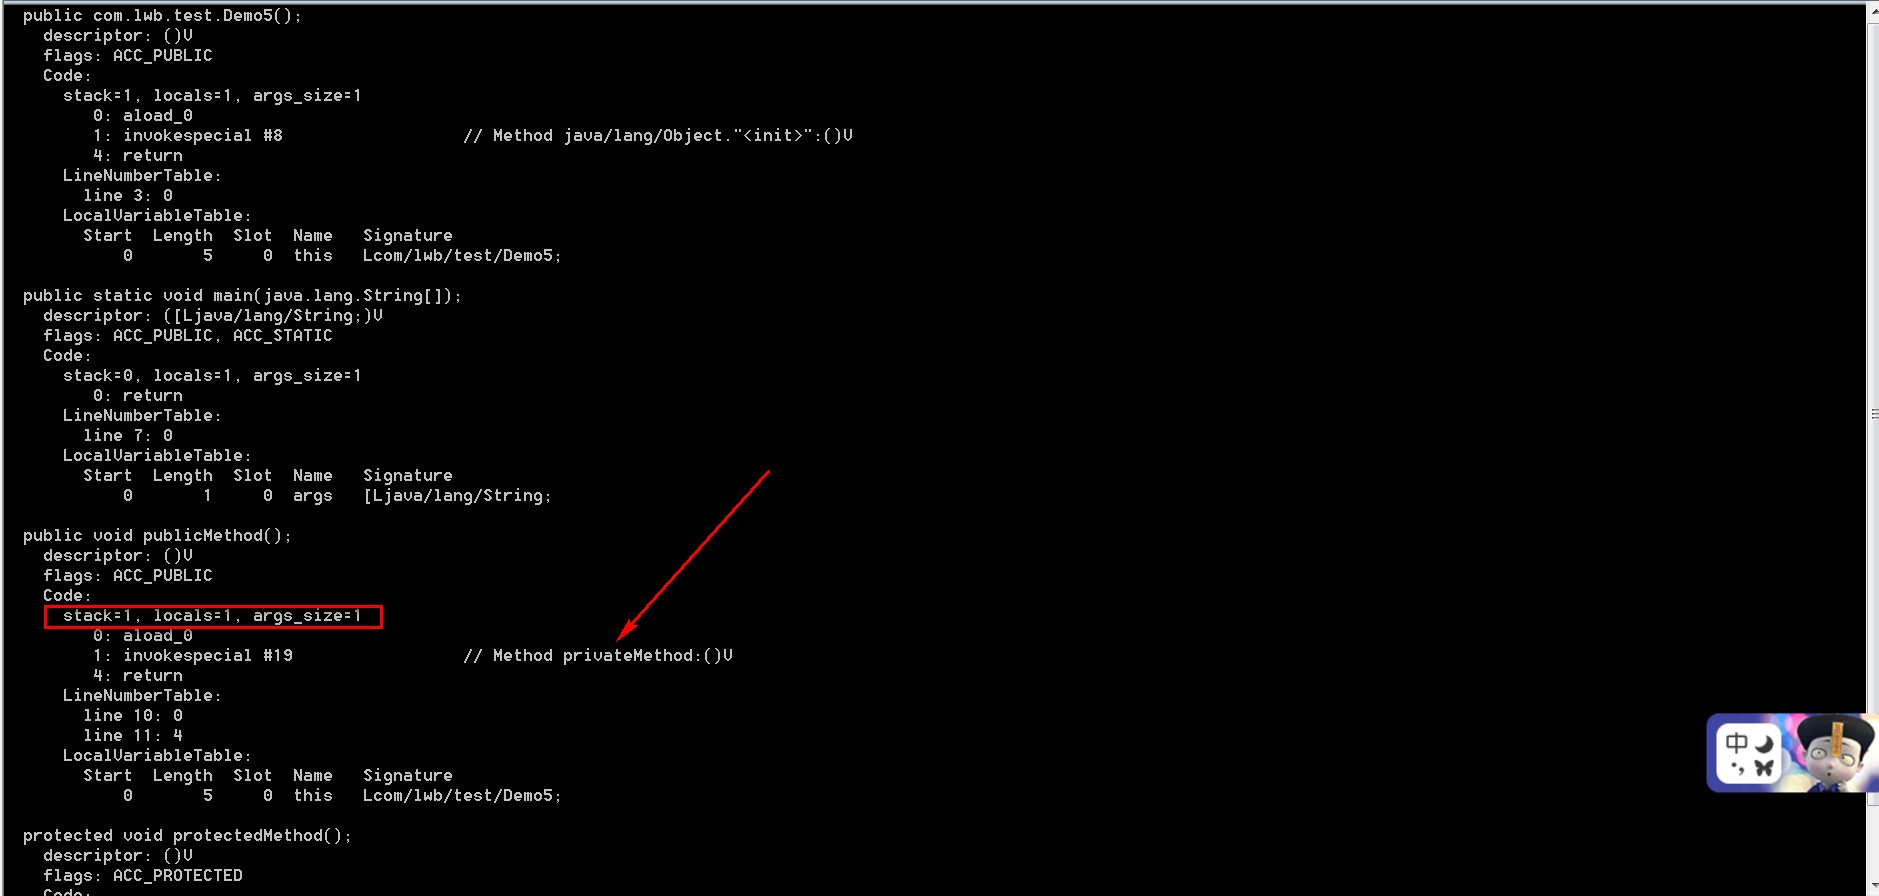 public com.lwb.test.Demo5();
descriptor: ()V
flags: ACC_PUBLIC
Code:
stack=1, locals=1, args_size=1
0: aload_0
1: invokespecial #8 // Method java/lang/Object."<init>":()V
4: return
LineNumberTable:
line 3: 0
LocalVariableTable:
Start Length Slot Name Signature
0 5 0 this Lcom/lwb/test/Demo5;
public static void main(java.lang.String[]);
descriptor: ([Ljava/lang/String;)V
flags: ACC_PUBLIC, ACC_STATIC
Code:
stack=0, locals=1, args_size=1
0: return
LineNumberTable:
line 7: 0
LocalVariableTable:
Start Length Slot Name Signature
0 1 0 args [Ljava/lang/String;
public void publicMethod();
descriptor: ()V
flags: ACC_PUBLIC
Code:
stack=1, locals=1, args_size=1
0: aload_0
1: invokespecial #19 // Method privateMethod:()V
4: return
LineNumberTable:
line 10: 0
line 11: 4
LocalVariableTable:
Start Length Slot Name Signature
0 5 0 this Lcom/lwb/test/Demo5;
中
protected void protectedMethod();
descriptor: ()V
flags: ACC_PROTECTED
Code: